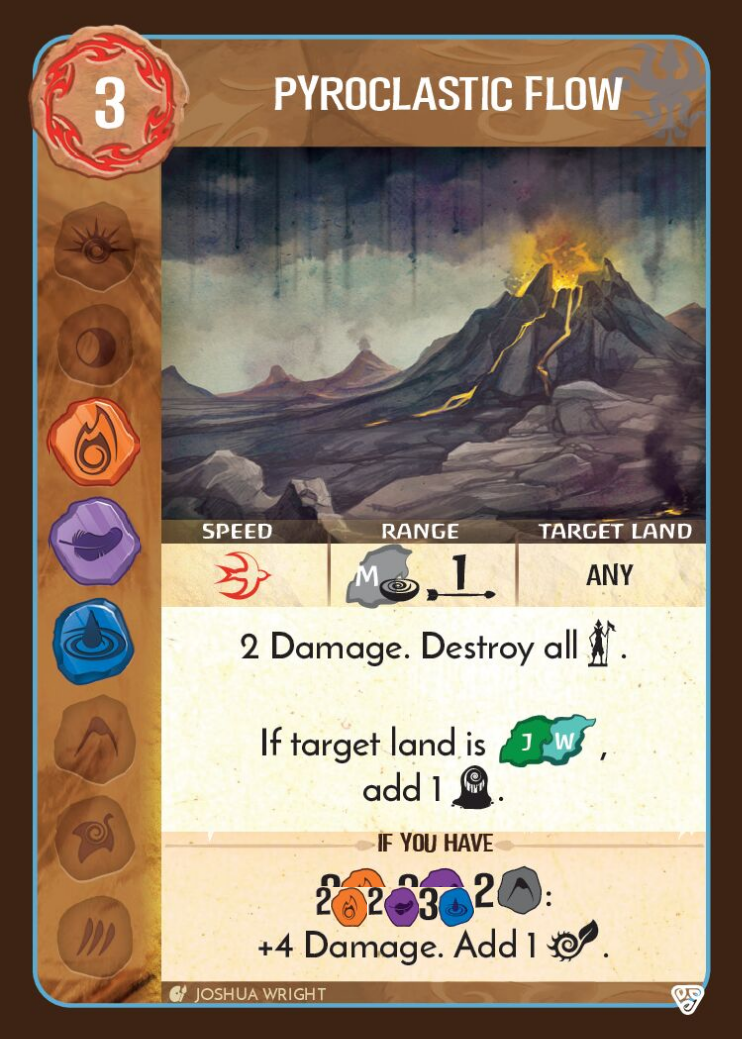 3
PYROCLASTIC FLOW
SPEED RANGE TARGET LAND
M 1 ANY
2 Damage. Destroy all .
If target land is J W ,
add 1 .
IF YOU HAVE
2 2 3 2 :
+4 Damage. Add 1 .
JOSHUA WRIGHT